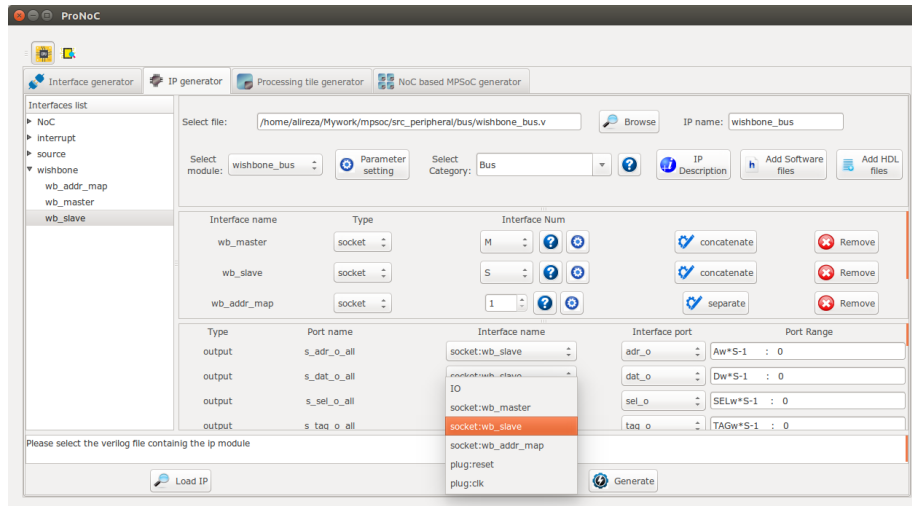 ProNoC
Interface generator IP generator Processing tile generator NoC based MPSoC generator
Interfaces list
NoC
interrupt
source
wishbone
wb_addr_map
wb_master
wb_slave
Select file: /home/alireza/Mywork/mpsoc/src_peripheral/bus/wishbone_bus.v Browse IP name: wishbone_bus
Select module: wishbone_bus Parameter setting Select Category: Bus IP Description Add Software files Add HDL files
Interface name Type Interface Num
wb_master socket M concatenate Remove
wb_slave socket S concatenate Remove
wb_addr_map socket 1 separate Remove
Type Port name Interface name Interface port Port Range
output s_adr_o_all socket:wb_slave adr_o Aw*S-1 : 0
output s_dat_o_all socket:wb_slave dat_o Dw*S-1 : 0
output s_sel_o_all sel_o SELw*S-1 : 0
output s_tag_o_all tag_o TAGw*S-1 : 0
IO
socket:wb_master
socket:wb_slave
socket:wb_addr_map
plug:reset
plug:clk
Please select the verilog file containig the ip module
Load IP Generate